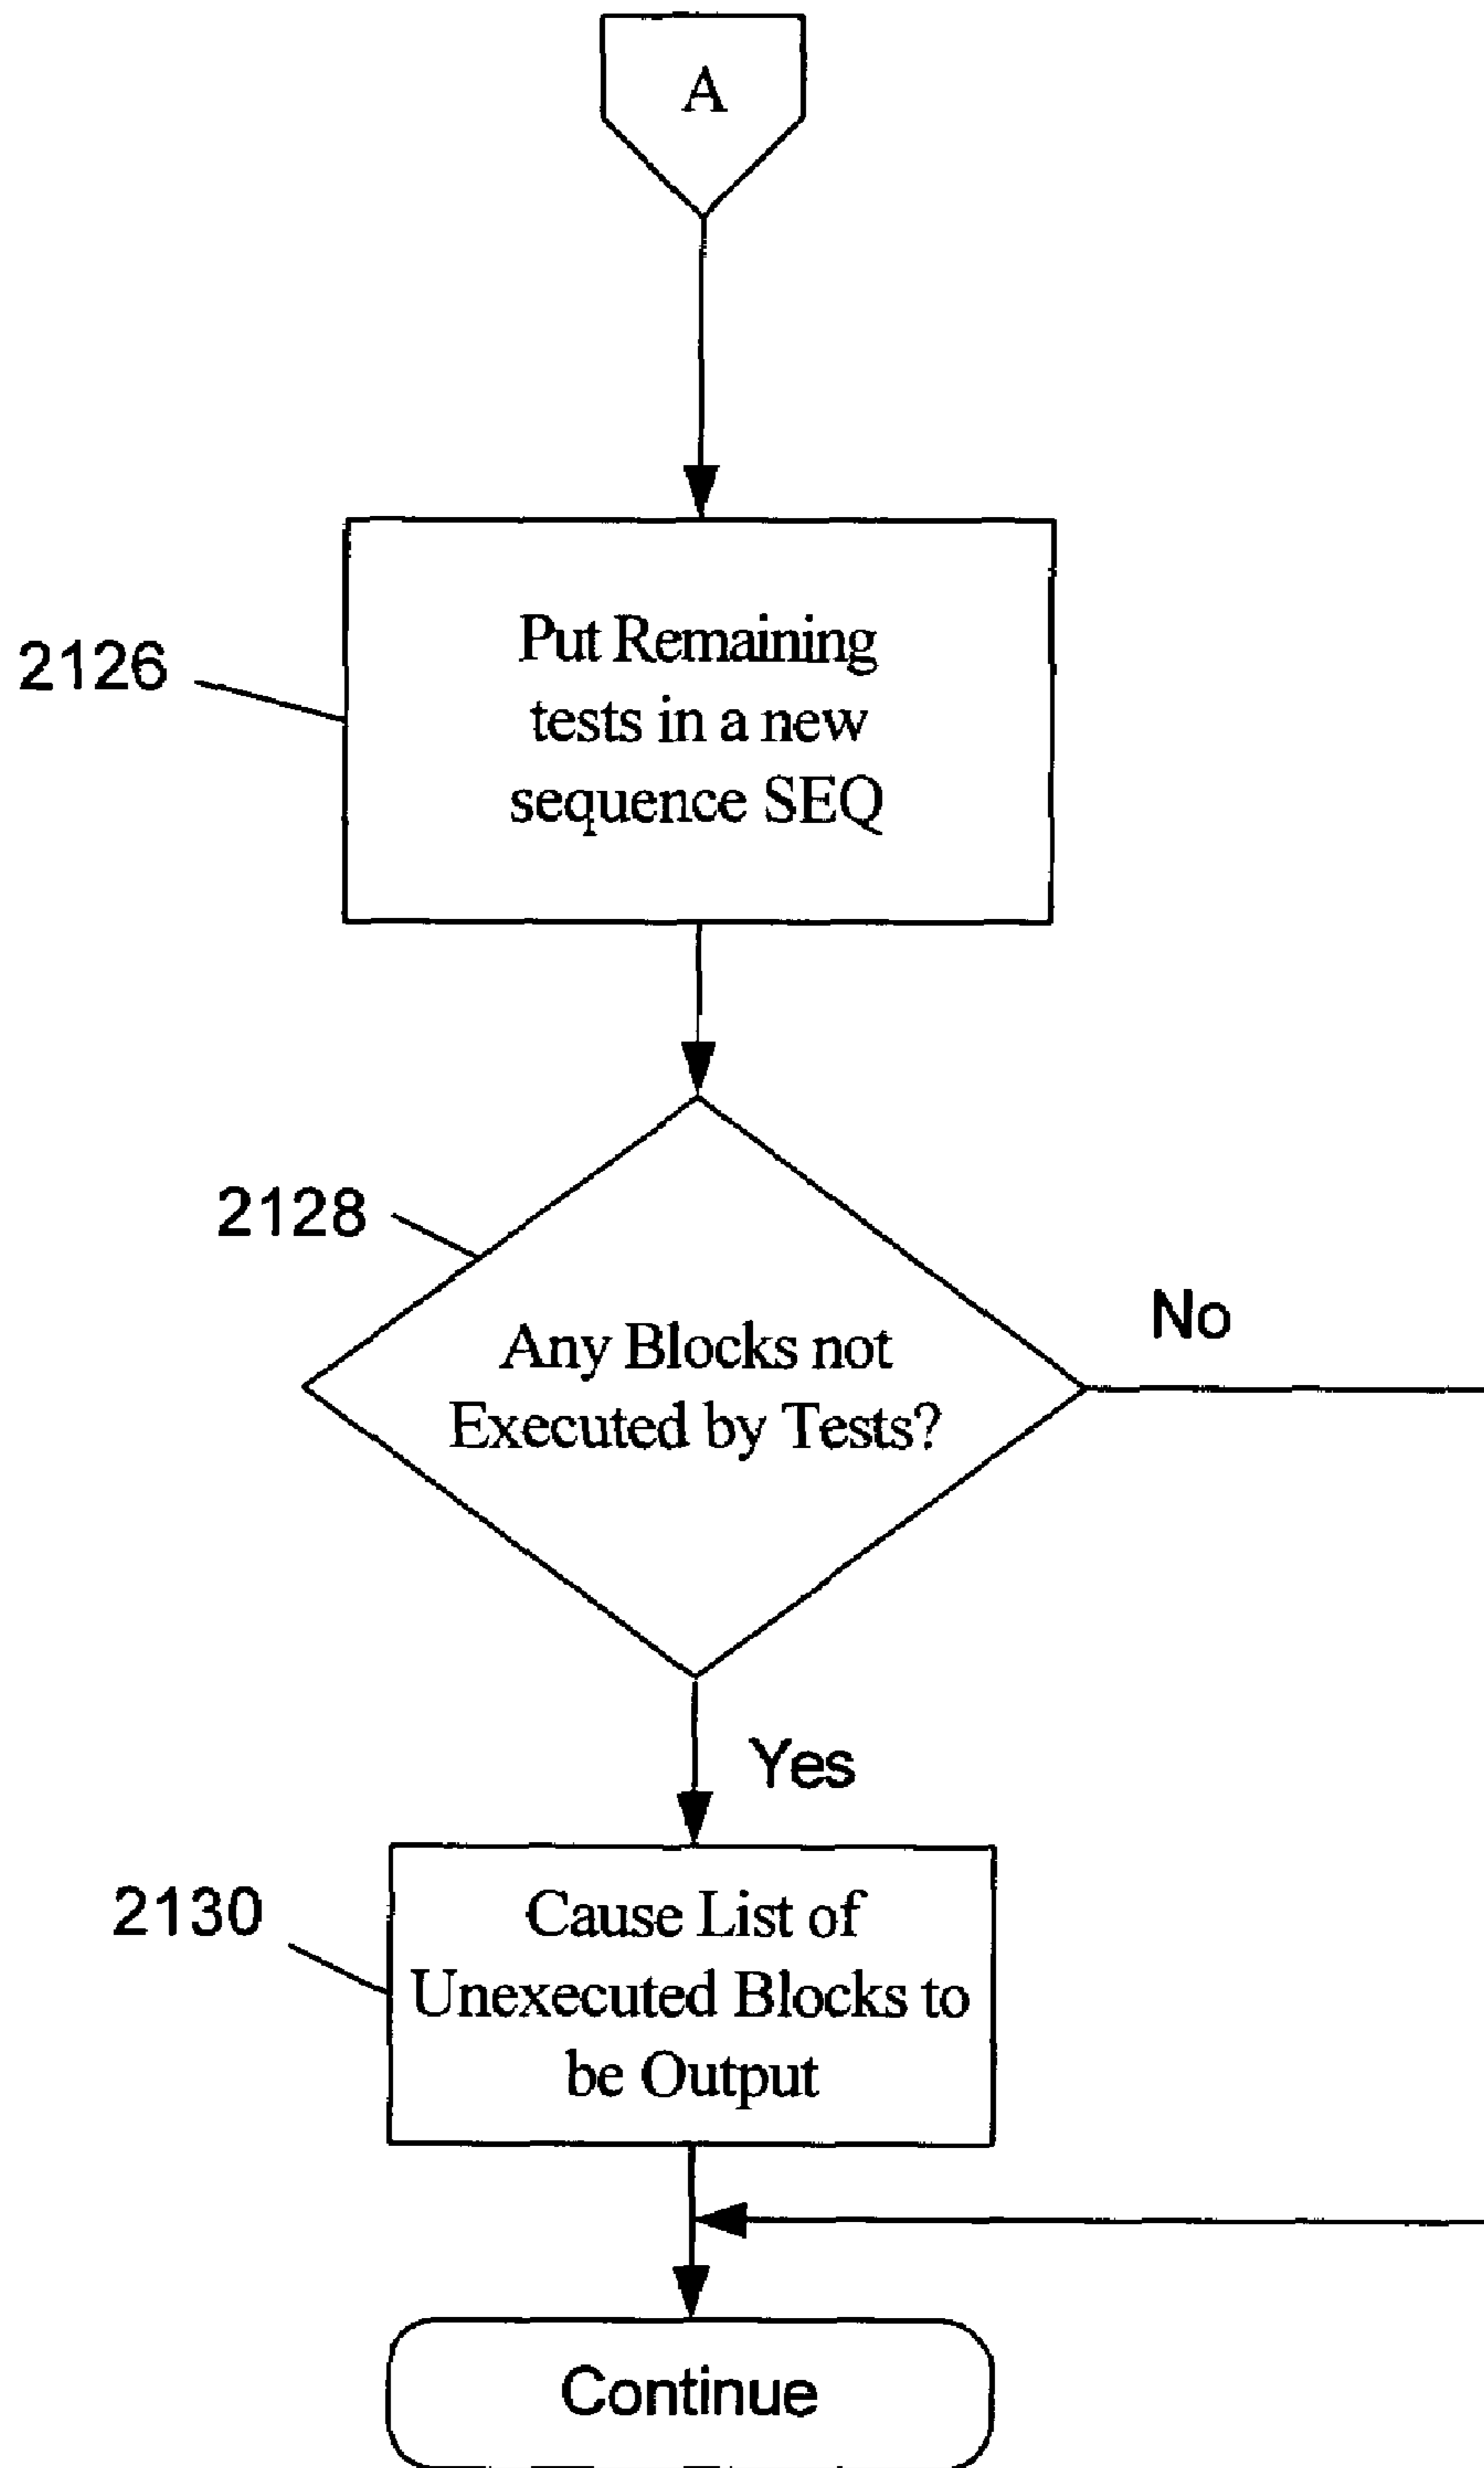 A
2126
Put Remaining
tests in a new
sequence SEQ
2128
Any Blocks not
Executed by Tests?
No
Yes
2130
Cause List of
Unexecuted Blocks to
be Output
Continue